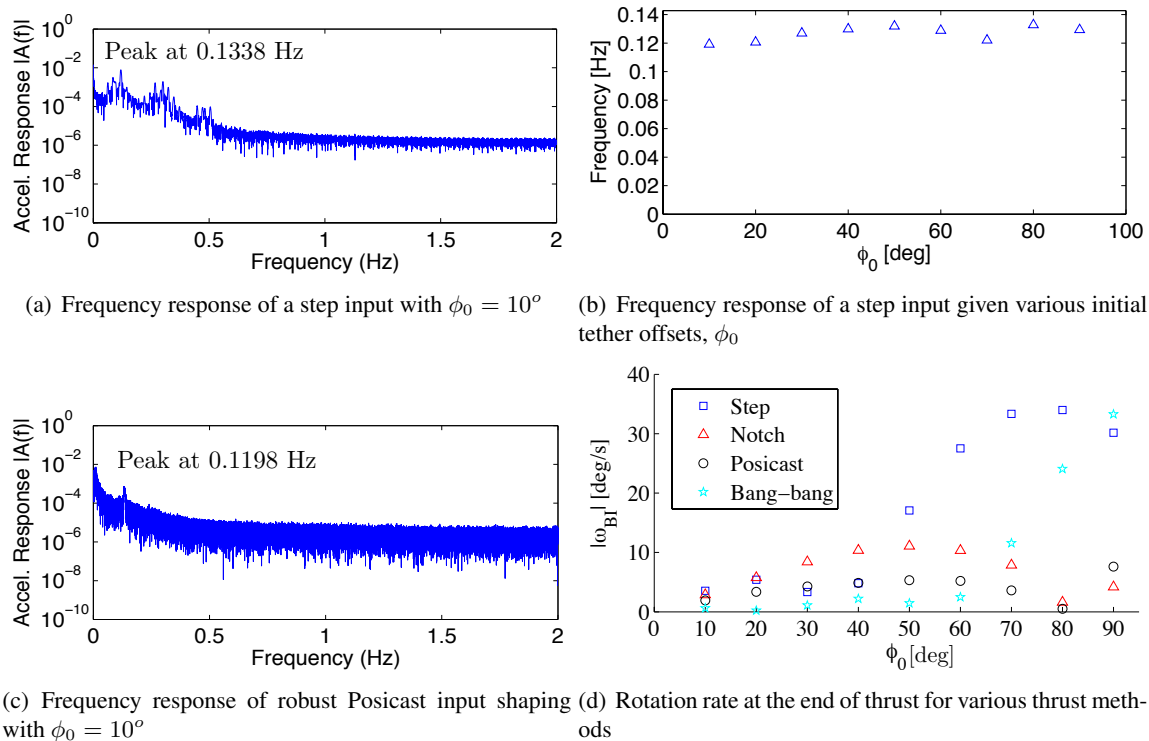 Accel. Response |A(f)|
10^0
10^-2
10^-4
10^-6
10^-8
10^-10
Peak at 0.1338 Hz
0 0.5 1 1.5 2
Frequency (Hz)
(a) Frequency response of a step input with ϕ0 = 10^o
Frequency [Hz]
0.14
0.12
0.1
0.08
0.06
0.04
0.02
0
0 20 40 60 80 100
ϕ0 [deg]
(b) Frequency response of a step input given various initial
tether offsets, ϕ0
Accel. Response |A(f)|
10^0
10^-2
10^-4
10^-6
10^-8
10^-10
Peak at 0.1198 Hz
0 0.5 1 1.5 2
Frequency (Hz)
(c) Frequency response of robust Posicast input shaping
with ϕ0 = 10^o
|ω_BI| [deg/s]
40
30
20
10
0
Step
Notch
Posicast
Bang−bang
0 10 20 30 40 50 60 70 80 90
ϕ0 [deg]
(d) Rotation rate at the end of thrust for various thrust meth-
ods